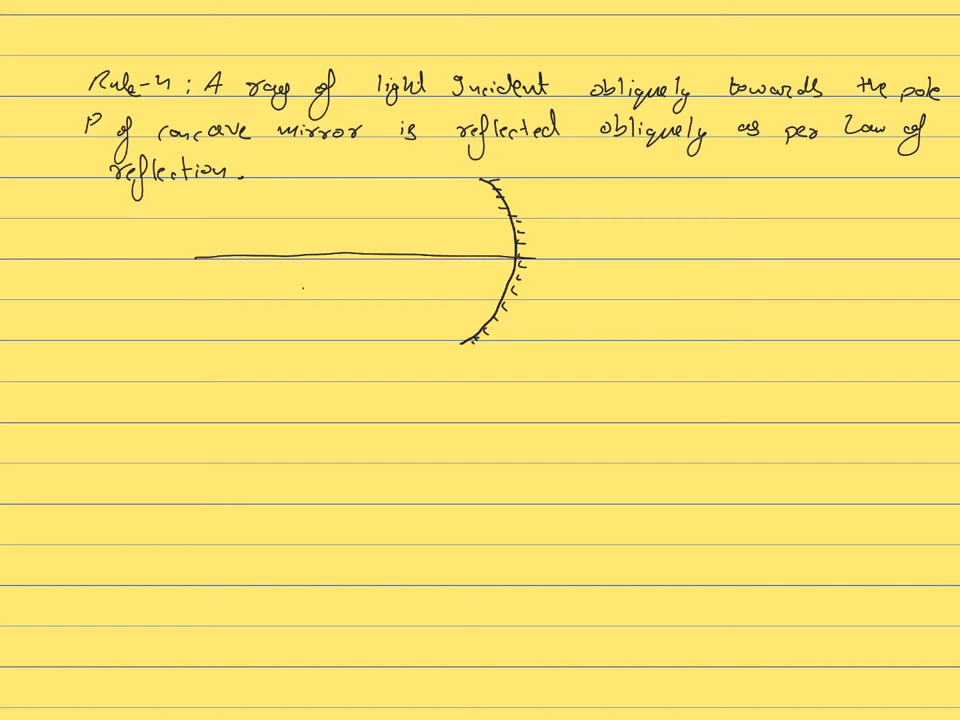 Rule-4 : A ray of light Incident obliquely towards the pole
P of concave mirror is reflected obliquely as per Law of
reflection.